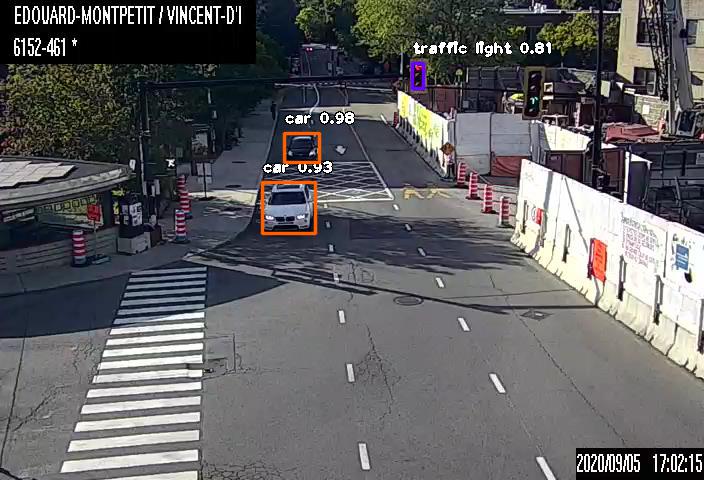 EDOUARD-MONTPETIT / VINCENT-D'I
6152-461 *
traffic light 0.81
car 0.98
car 0.93
2020/09/05 17:02:15